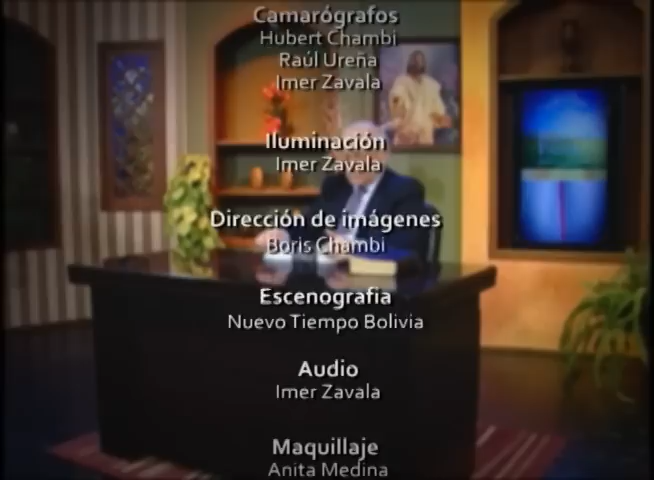 Camarógrafos
Hubert Chambi
Raúl Ureña
Imer Zavala
Iluminación
Imer Zavala
Dirección de imágenes
Boris Chambi
Escenografia
Nuevo Tiempo Bolivia
Audio
Imer Zavala
Maquillaje
Anita Medina